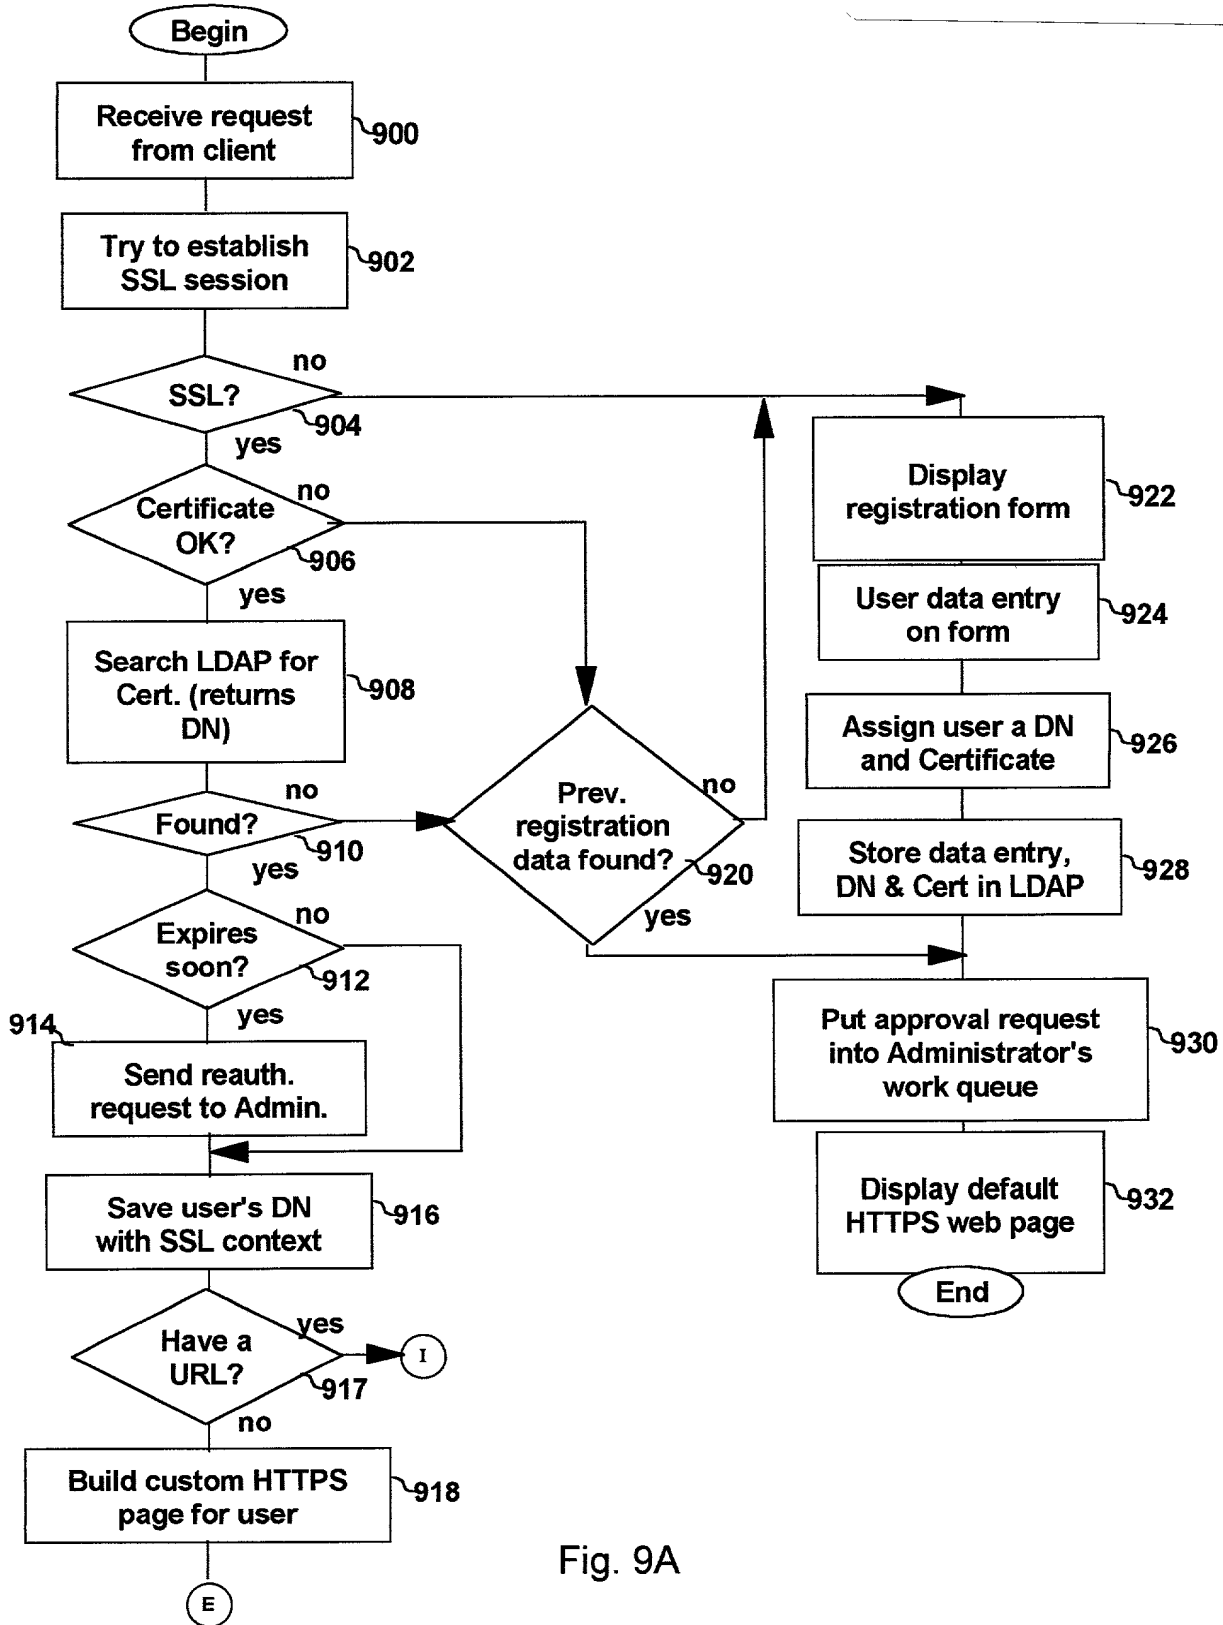 Begin
Receive request
from client
900
Try to establish
SSL session
902
no
SSL?
904
yes
no
Certificate
OK?
906
yes
Search LDAP for
Cert. (returns
DN)
908
no
Found?
910
yes
no
Expires
soon?
912
yes
914
Send reauth.
request to Admin.
Save user's DN
with SSL context
916
yes
Have a
URL?
917
I
no
Build custom HTTPS
page for user
918
E
no
Prev.
registration
data found?
920
yes
Display
registration form
922
User data entry
on form
924
Assign user a DN
and Certificate
926
Store data entry,
DN & Cert in LDAP
928
Put approval request
into Administrator's
work queue
930
Display default
HTTPS web page
932
End
Fig. 9A